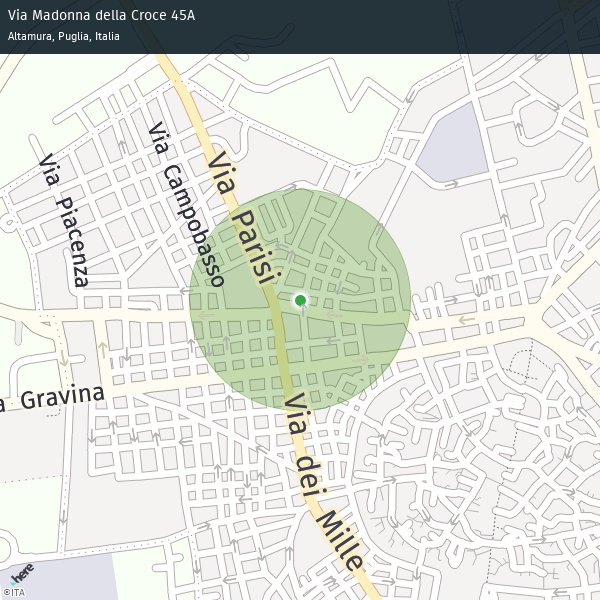 Via Madonna della Croce 45A
Altamura, Puglia, Italia
Via Parisi
Via Campobasso
Via Piacenza
a Gravina
Via dei Mille
here
©ITA